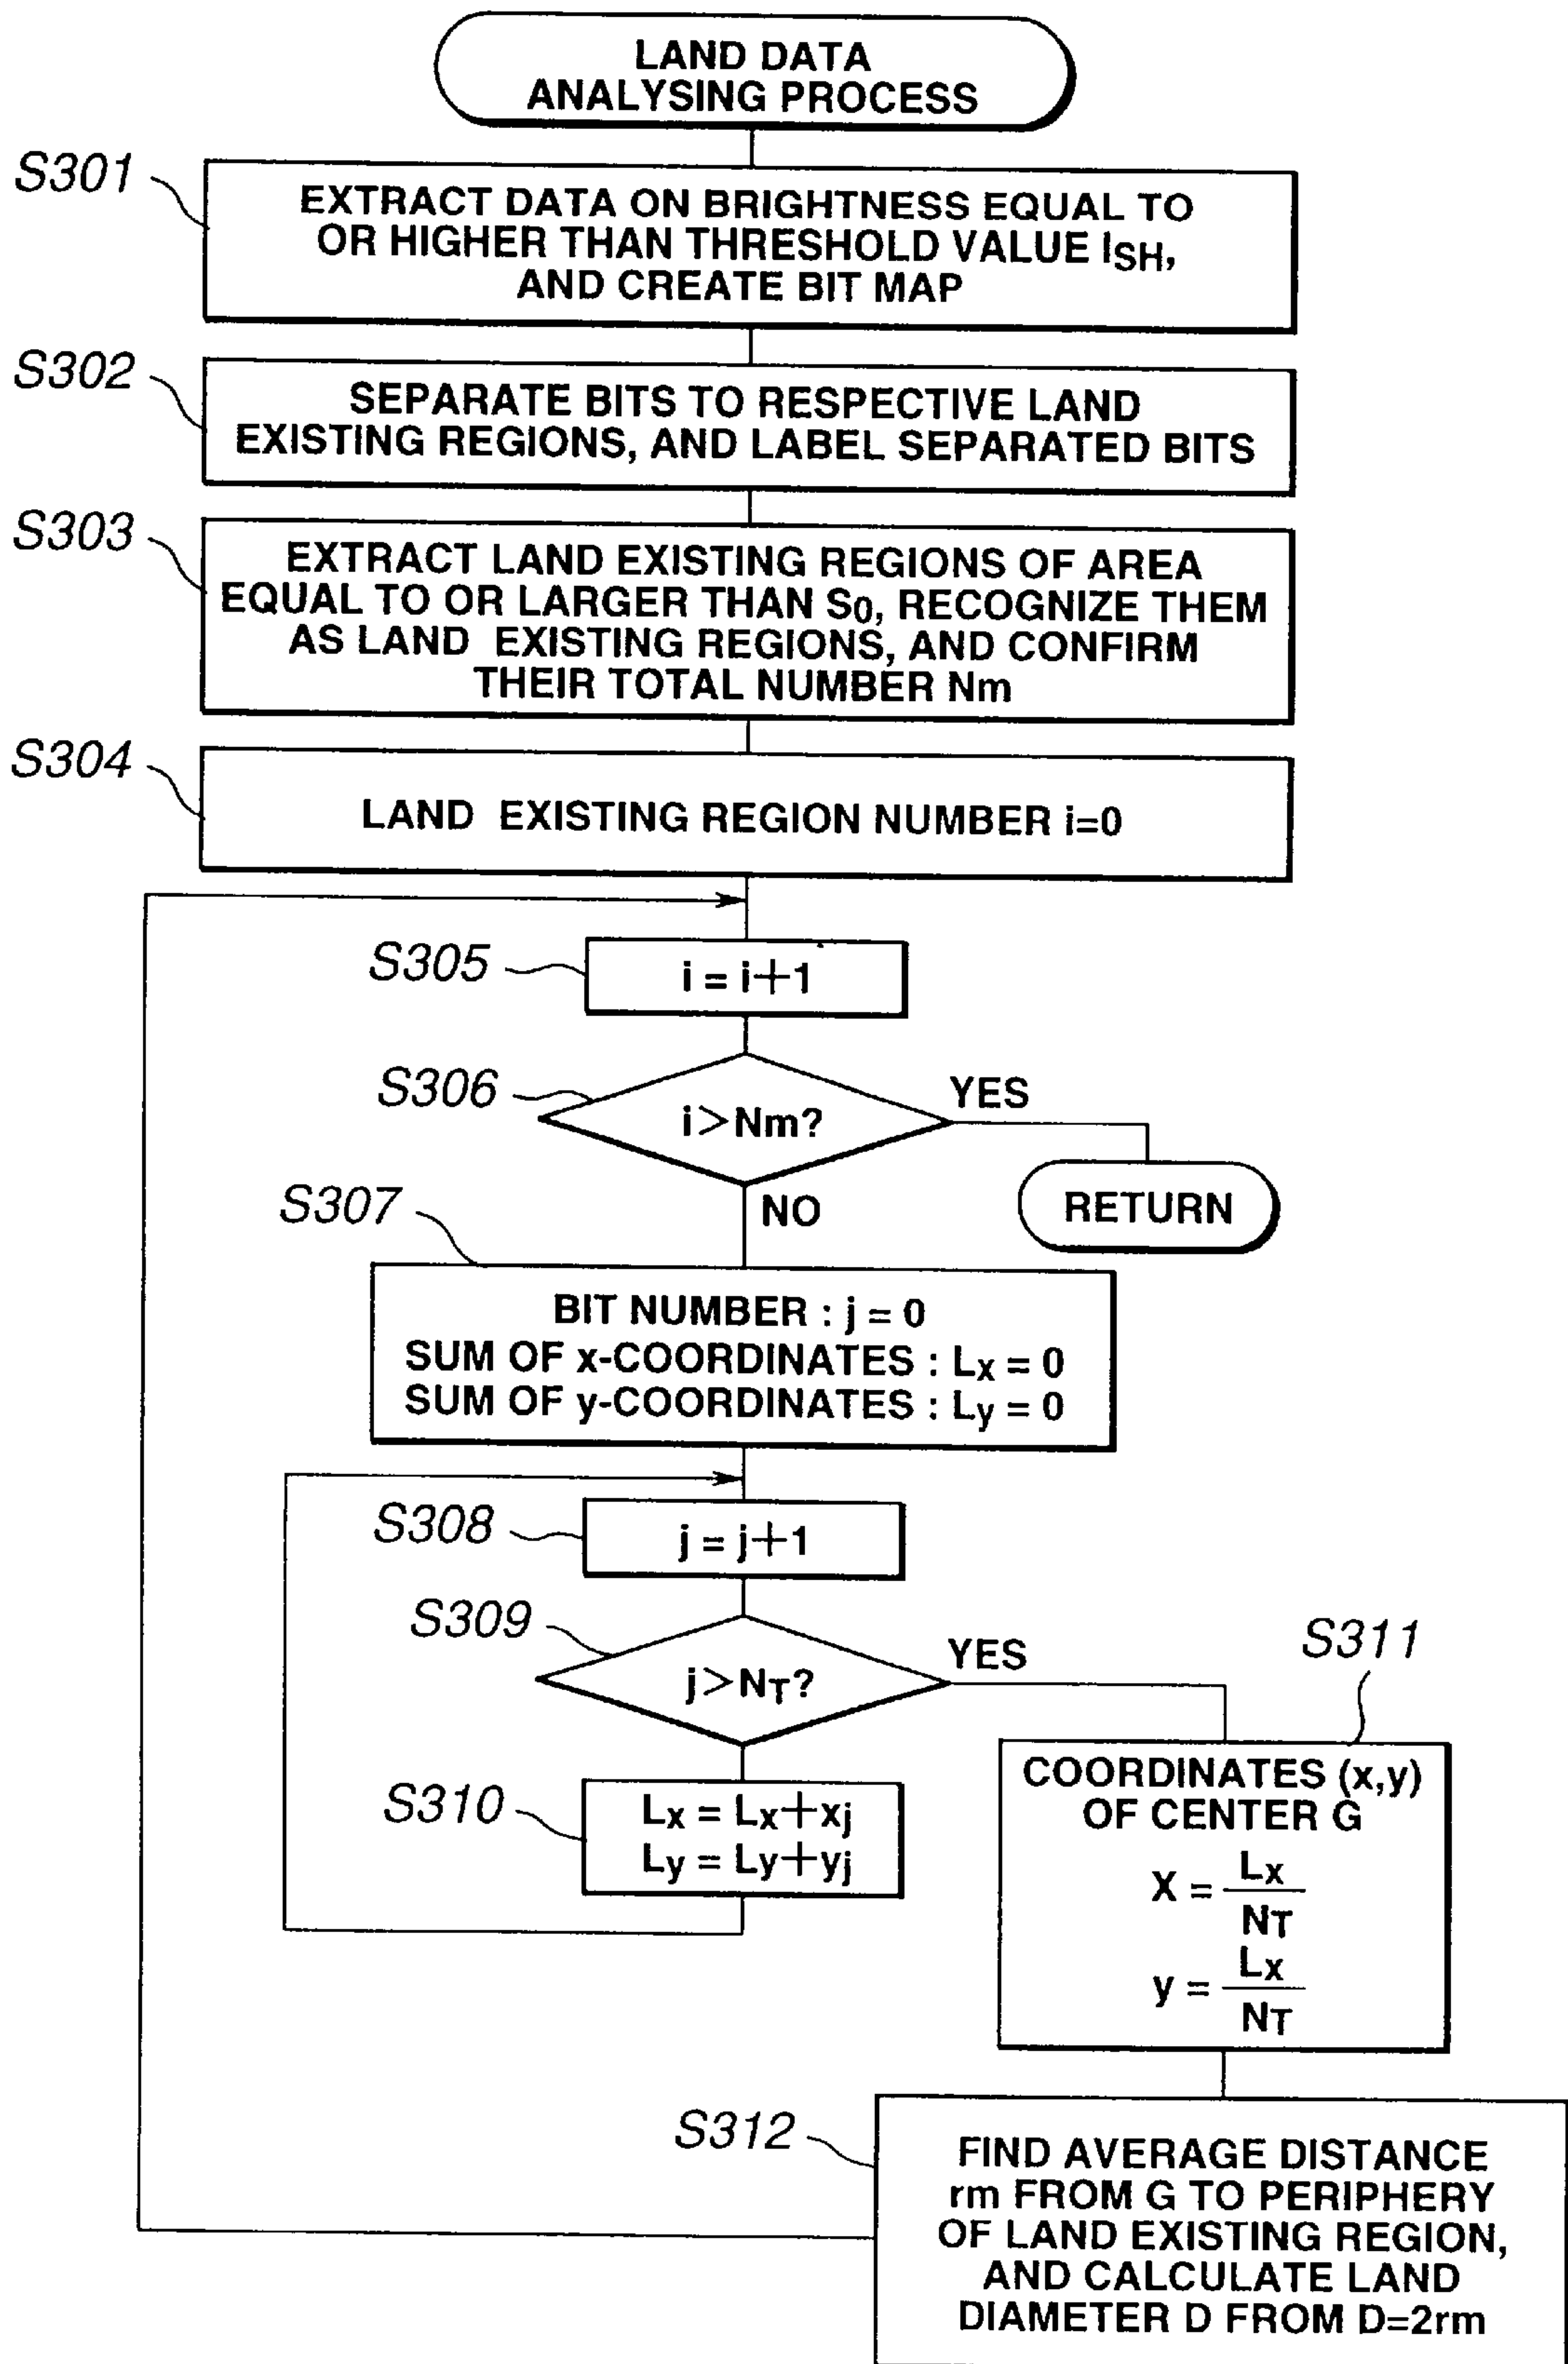 LAND DATA
ANALYSING PROCESS
S301
EXTRACT DATA ON BRIGHTNESS EQUAL TO
OR HIGHER THAN THRESHOLD VALUE ISH,
AND CREATE BIT MAP
S302
SEPARATE BITS TO RESPECTIVE LAND
EXISTING REGIONS, AND LABEL SEPARATED BITS
S303
EXTRACT LAND EXISTING REGIONS OF AREA
EQUAL TO OR LARGER THAN S0, RECOGNIZE THEM
AS LAND EXISTING REGIONS, AND CONFIRM
THEIR TOTAL NUMBER Nm
S304
LAND EXISTING REGION NUMBER i=0
S305
i = i+1
S306
i>Nm?
YES
RETURN
NO
S307
BIT NUMBER : j = 0
SUM OF x-COORDINATES : Lx = 0
SUM OF y-COORDINATES : Ly = 0
S308
j = j+1
S309
j>NT?
YES
S310
Lx = Lx+xj
Ly = Ly+yj
S311
COORDINATES (x,y)
OF CENTER G
X = Lx / NT
y = Lx / NT
S312
FIND AVERAGE DISTANCE
rm FROM G TO PERIPHERY
OF LAND EXISTING REGION,
AND CALCULATE LAND
DIAMETER D FROM D=2rm